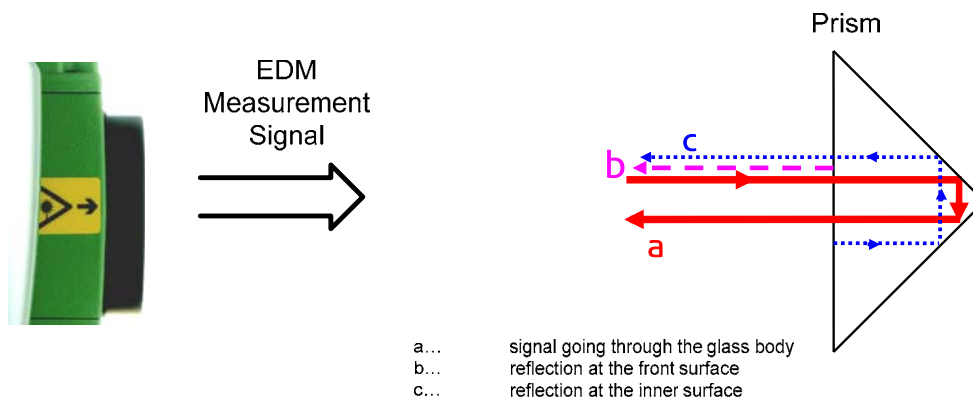 Prism
EDM
Measurement
Signal
c
b
a
a... signal going through the glass body
b... reflection at the front surface
c... reflection at the inner surface